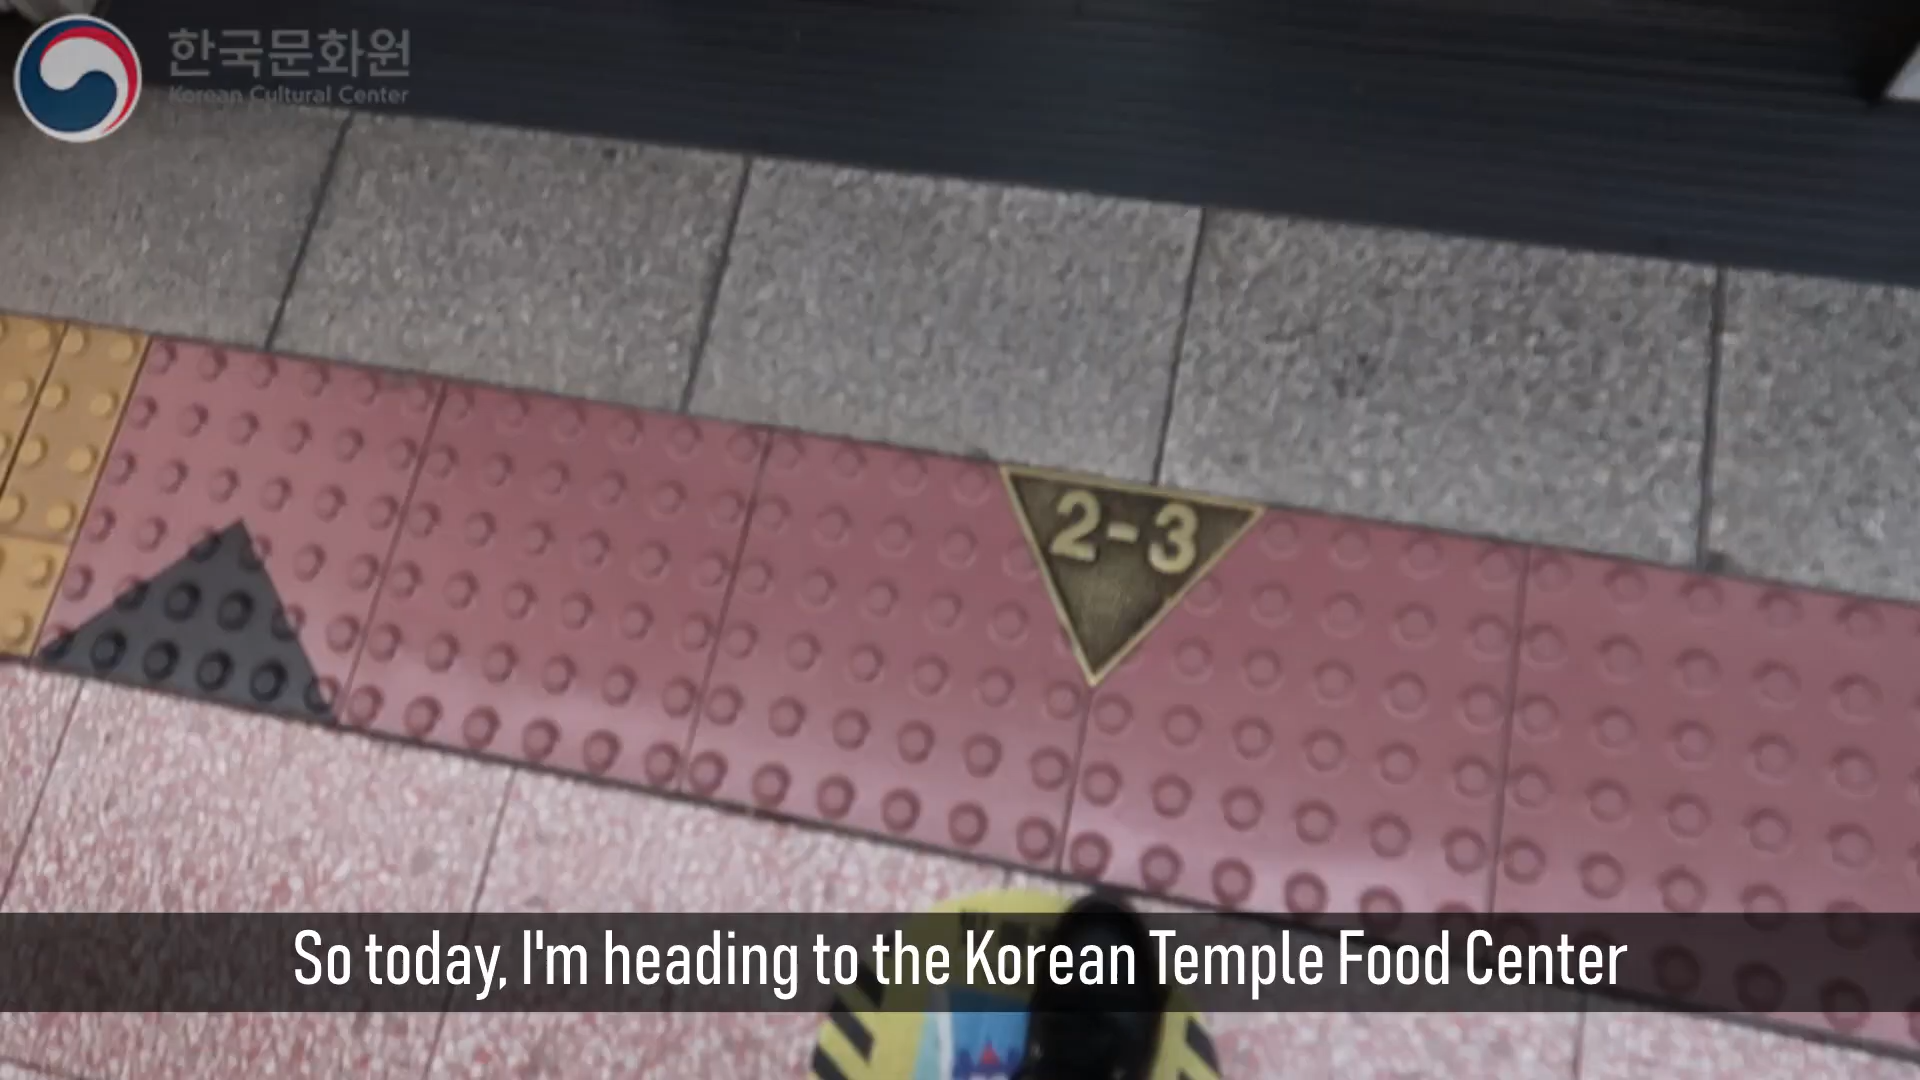 한국문화원
Korean Cultural Center
2-3
So today, I'm heading to the Korean Temple Food Center